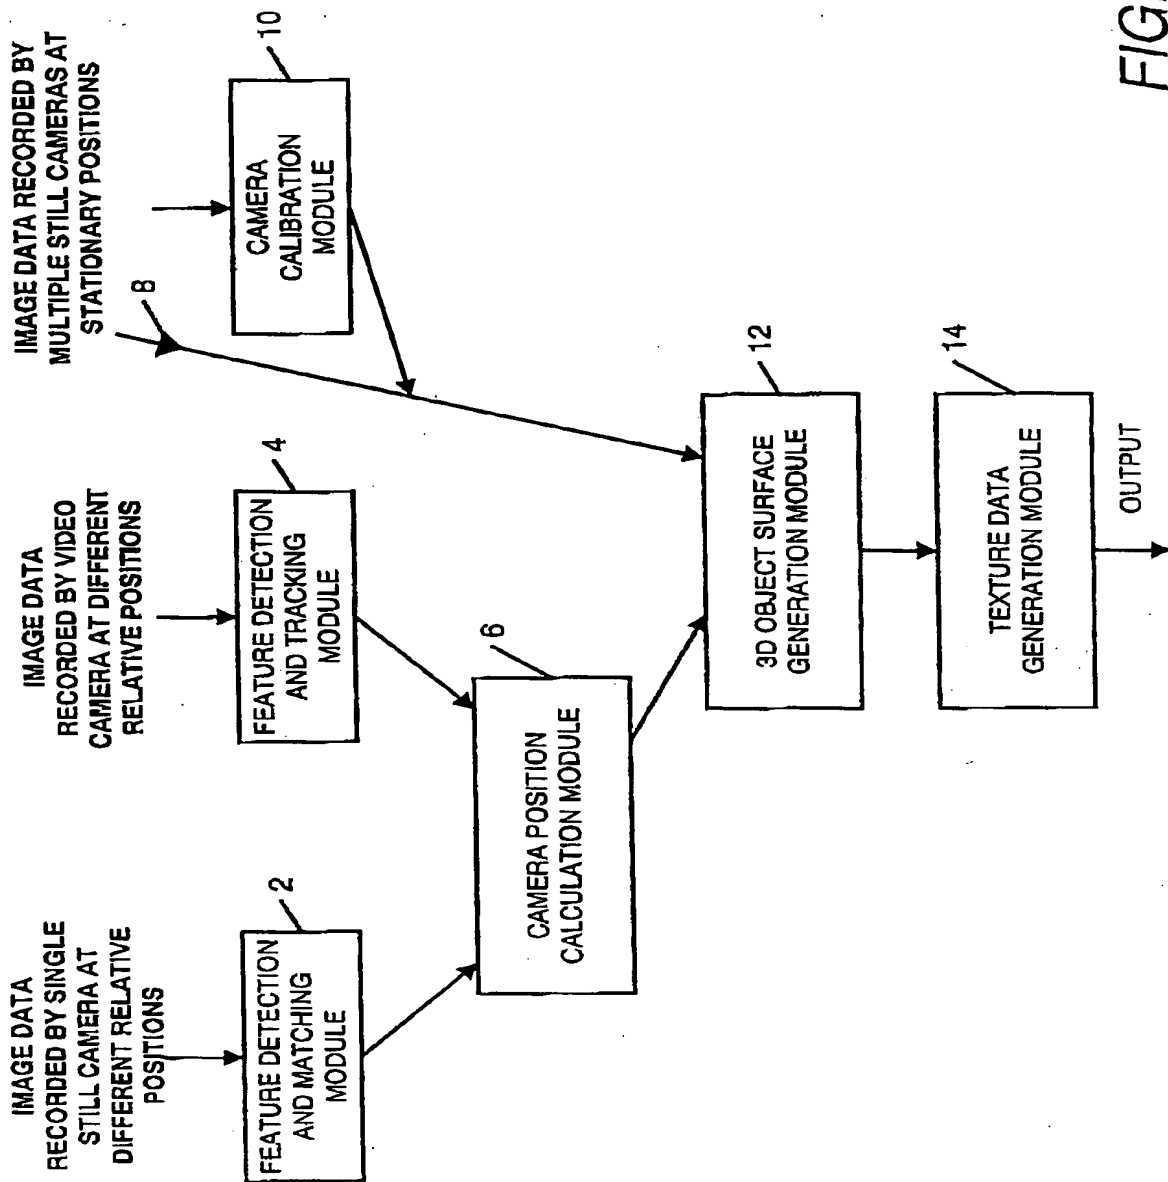 IMAGE DATA
RECORDED BY SINGLE
STILL CAMERA AT
DIFFERENT RELATIVE
POSITIONS
IMAGE DATA
RECORDED BY VIDEO
CAMERA AT DIFFERENT
RELATIVE POSITIONS
IMAGE DATA RECORDED BY
MULTIPLE STILL CAMERAS AT
STATIONARY POSITIONS
2
FEATURE DETECTION
AND MATCHING
MODULE
4
FEATURE DETECTION
AND TRACKING
MODULE
8
10
CAMERA
CALIBRATION
MODULE
6
CAMERA POSITION
CALCULATION MODULE
12
3D OBJECT SURFACE
GENERATION MODULE
14
TEXTURE DATA
GENERATION MODULE
OUTPUT